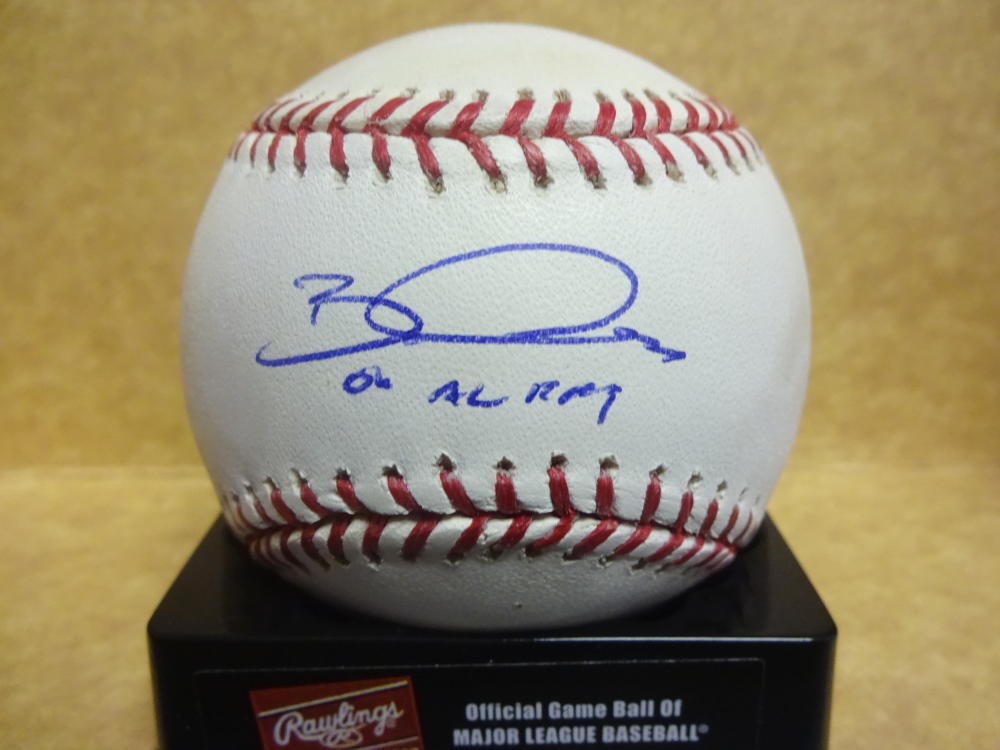 06 AL ROY
Rawlings
Official Game Ball Of
MAJOR LEAGUE BASEBALL®